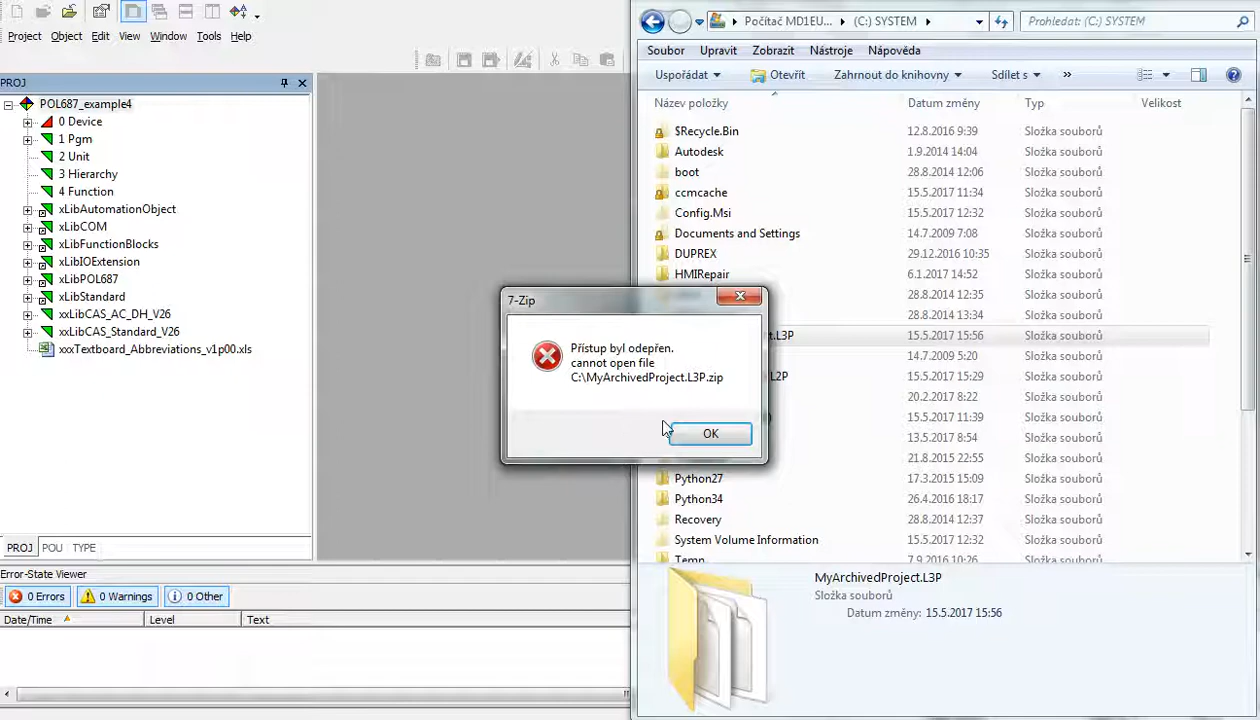 Project Object Edit View Window Tools Help
PROJ
POL687_example4
0 Device
1 Pgm
2 Unit
3 Hierarchy
4 Function
xLibAutomationObject
xLibCOM
xLibFunctionBlocks
xLibIOExtension
xLibPOL687
xLibStandard
xxLibCAS_AC_DH_V26
xxLibCAS_Standard_V26
xxxTextboard_Abbreviations_v1p00.xls
PROJ POU TYPE
Error-State Viewer
0 Errors 0 Warnings 0 Other
Date/Time Level Text
Počítač MD1EU... (C:) SYSTEM
Prohledat: (C:) SYSTEM
Soubor Upravit Zobrazit Nástroje Nápověda
Uspořádat Otevřít Zahrnout do knihovny Sdílet s »
Název položky Datum změny Typ Velikost
$Recycle.Bin 12.8.2016 9:39 Složka souborů
Autodesk 1.9.2014 14:04 Složka souborů
boot 28.8.2014 12:06 Složka souborů
ccmcache 15.5.2017 11:34 Složka souborů
Config.Msi 15.5.2017 12:32 Složka souborů
Documents and Settings 14.7.2009 7:08 Složka souborů
DUPREX 29.12.2016 10:35 Složka souborů
HMIRepair 6.1.2017 14:52 Složka souborů
28.8.2014 12:35 Složka souborů
28.8.2014 13:34 Složka souborů
t.L3P 15.5.2017 15:56 Složka souborů
14.7.2009 5:20 Složka souborů
L2P 15.5.2017 15:29 Složka souborů
20.2.2017 8:22 Složka souborů
15.5.2017 11:39 Složka souborů
13.5.2017 8:54 Složka souborů
21.8.2015 22:55 Složka souborů
Python27 17.3.2015 15:09 Složka souborů
Python34 26.4.2016 18:17 Složka souborů
Recovery 28.8.2014 12:37 Složka souborů
System Volume Information 15.5.2017 12:32 Složka souborů
Temp 7.9.2016 10:26 Složka souborů
7-Zip
Přístup byl odepřen.
cannot open file
C:\MyArchivedProject.L3P.zip
OK
MyArchivedProject.L3P
Složka souborů
Datum změny: 15.5.2017 15:56